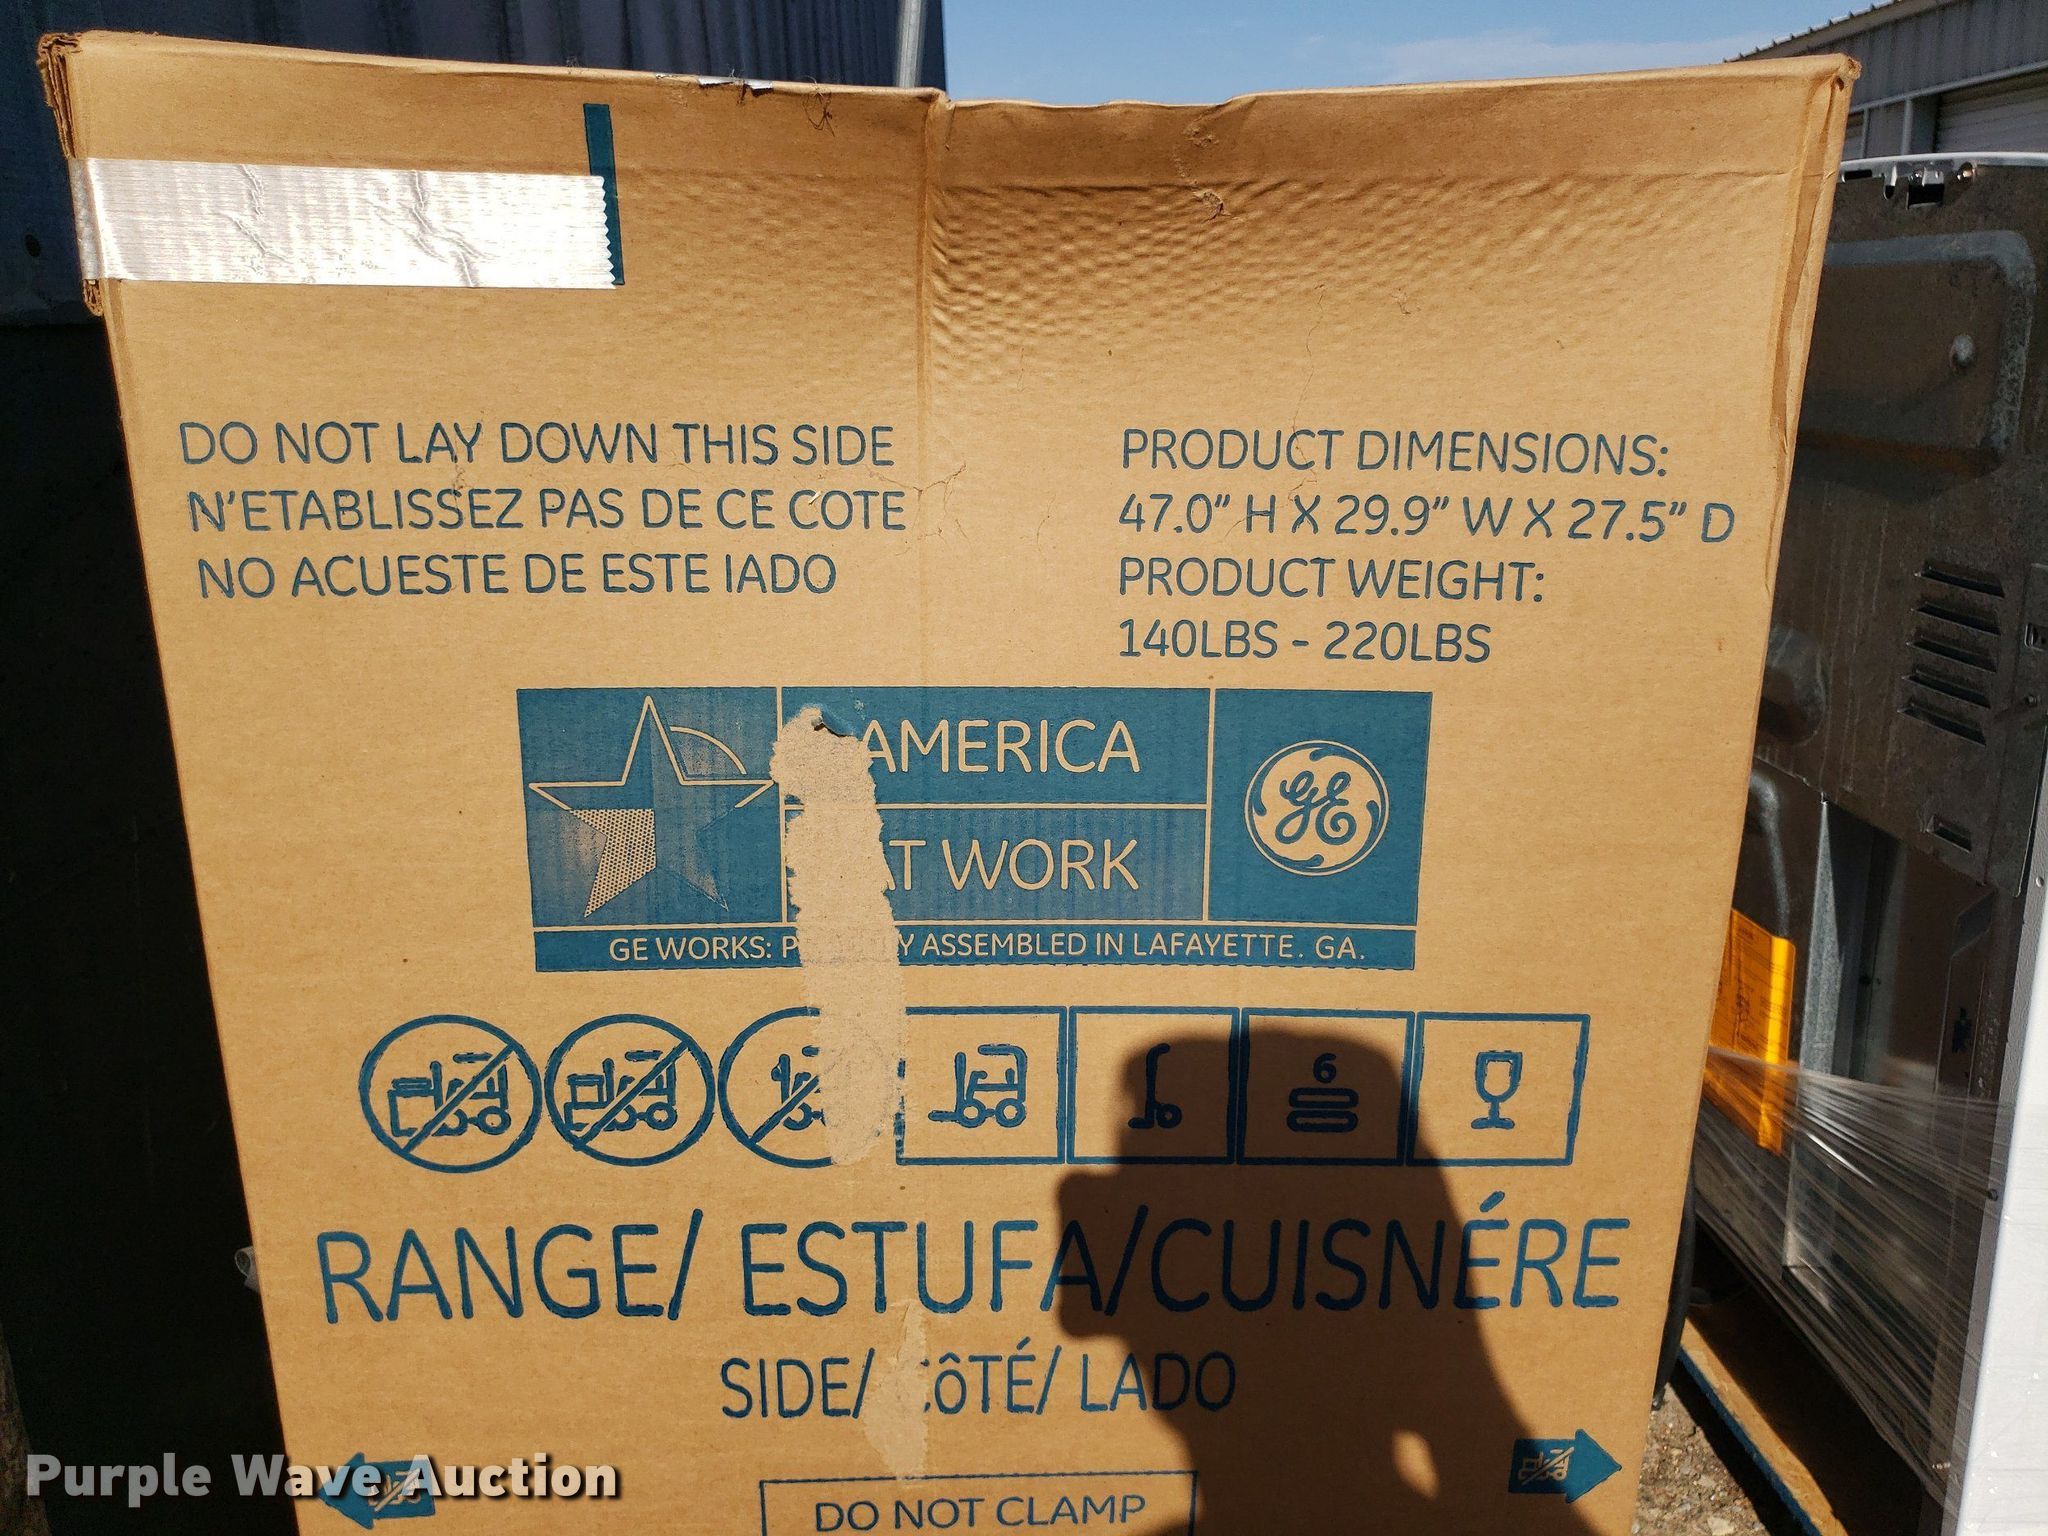 DO NOT LAY DOWN THIS SIDE
N'ETABLISSEZ PAS DE CE COTE
NO ACUESTE DE ESTE IADO
PRODUCT DIMENSIONS:
47.0" H X 29.9" W X 27.5" D
PRODUCT WEIGHT:
140LBS - 220LBS
AMERICA
AT WORK
GE
GE WORKS: ASSEMBLED IN LAFAYETTE. GA.
6
RANGE/ ESTUFA/CUISNÉRE
SIDE/ CôTÉ/ LADO
DO NOT CLAMP
Purple Wave Auction